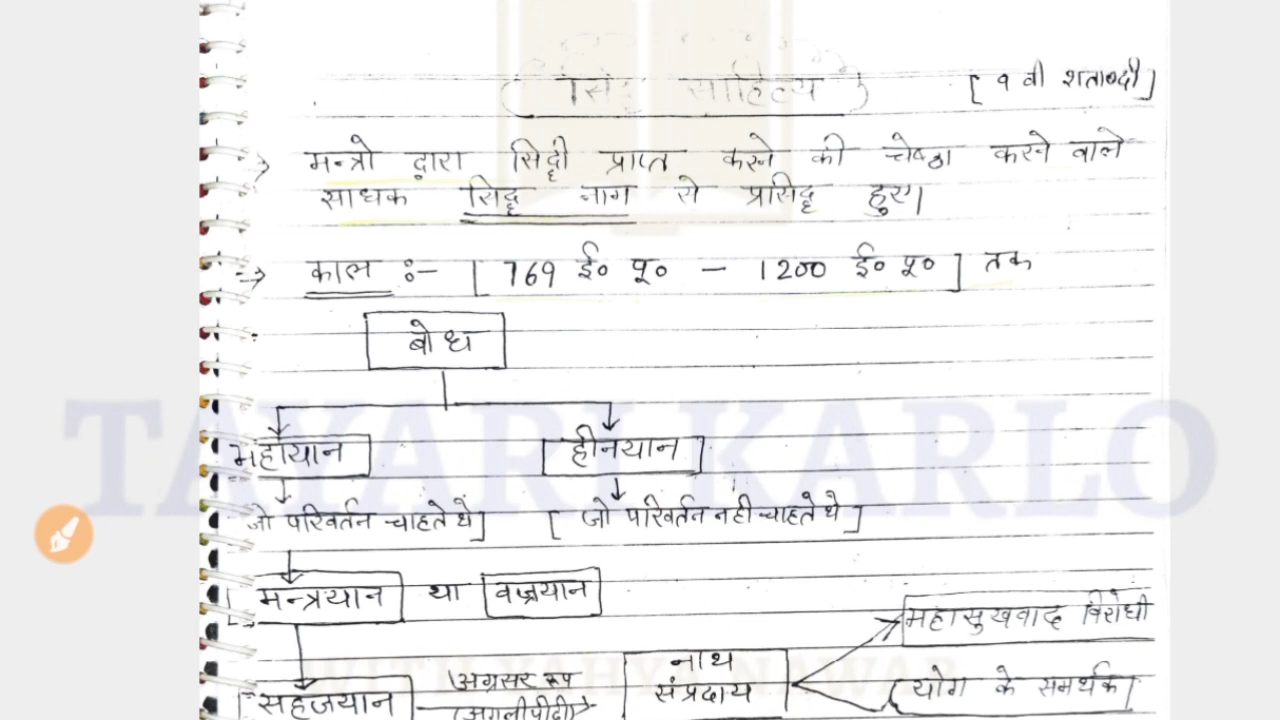 सिद्ध साहित्य [ 9 वी शताब्दी ]
→ मन्त्रो द्वारा सिद्धी प्राप्त करने की चेष्ठा करने वाले
साधक सिद्ध नाम से प्रसिद्ध हुए।
→ काल :- [ 769 ई० पू० - 1200 ई० पू० ] तक
बोध
महायान हीनयान
जो परिवर्तन चाहते थे ] [ जो परिवर्तन नही चाहते थे ]
TAYARI KARLO
मन्त्रयान या वज्रयान
महासुखवाद विरोधी
सहजयान (अग्रसर रूप नाथ संप्रदाय योग के समर्थक
(अगलीपीढी)